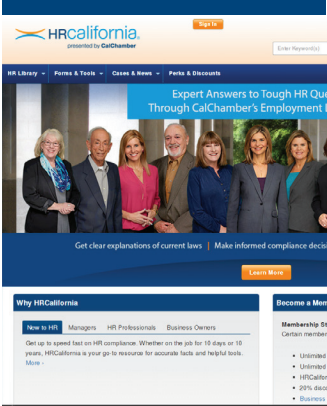 Sign In
HRCalifornia.
presented by CalChamber
Enter Keyword(s)
HR Library
Forms & Tools
Cases & News
Perks & Discounts
Expert Answers to Tough HR Que
Through CalChamber's Employment
Get clear explanations of current laws | Make informed compliance decisi
Learn More
Why HRCalifornia
New to HR
Managers
HR Professionals
Business Owners
Get up to speed fast on HR compliance. Whether on the job for 10 days or 10
years, HRCalifornia is your go-to resource for accurate facts and helpful tools.
More ›
Become a Mem
Membership St
Certain member
• Unlimited
• Unlimited
• HRCalifor
• 20% disco
• Business